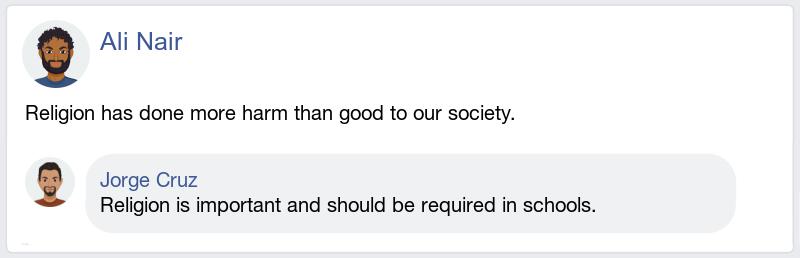 Ali Nair
Religion has done more harm than good to our society.
Jorge Cruz
Religion is important and should be required in schools.